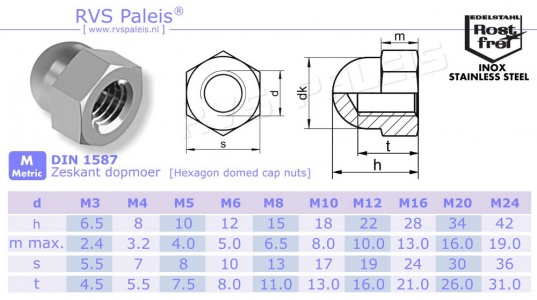 RVS Paleis®
[ www.rvspaleis.nl ]
EDELSTAHL
Rost
frei
INOX
STAINLESS STEEL
RVS PALEIS
m
d
dk
s
t
h
M
Metric
DIN 1587
Zeskant dopmoer [Hexagon domed cap nuts]
d M3 M4 M5 M6 M8 M10 M12 M16 M20 M24
h 6.5 8 10 12 15 18 22 28 34 42
m max. 2.4 3.2 4.0 5.0 6.5 8.0 10.0 13.0 16.0 19.0
s 5.5 7 8 10 13 17 19 24 30 36
t 4.5 5.5 7.5 8.0 11.0 13.0 16.0 21.0 26.0 31.0